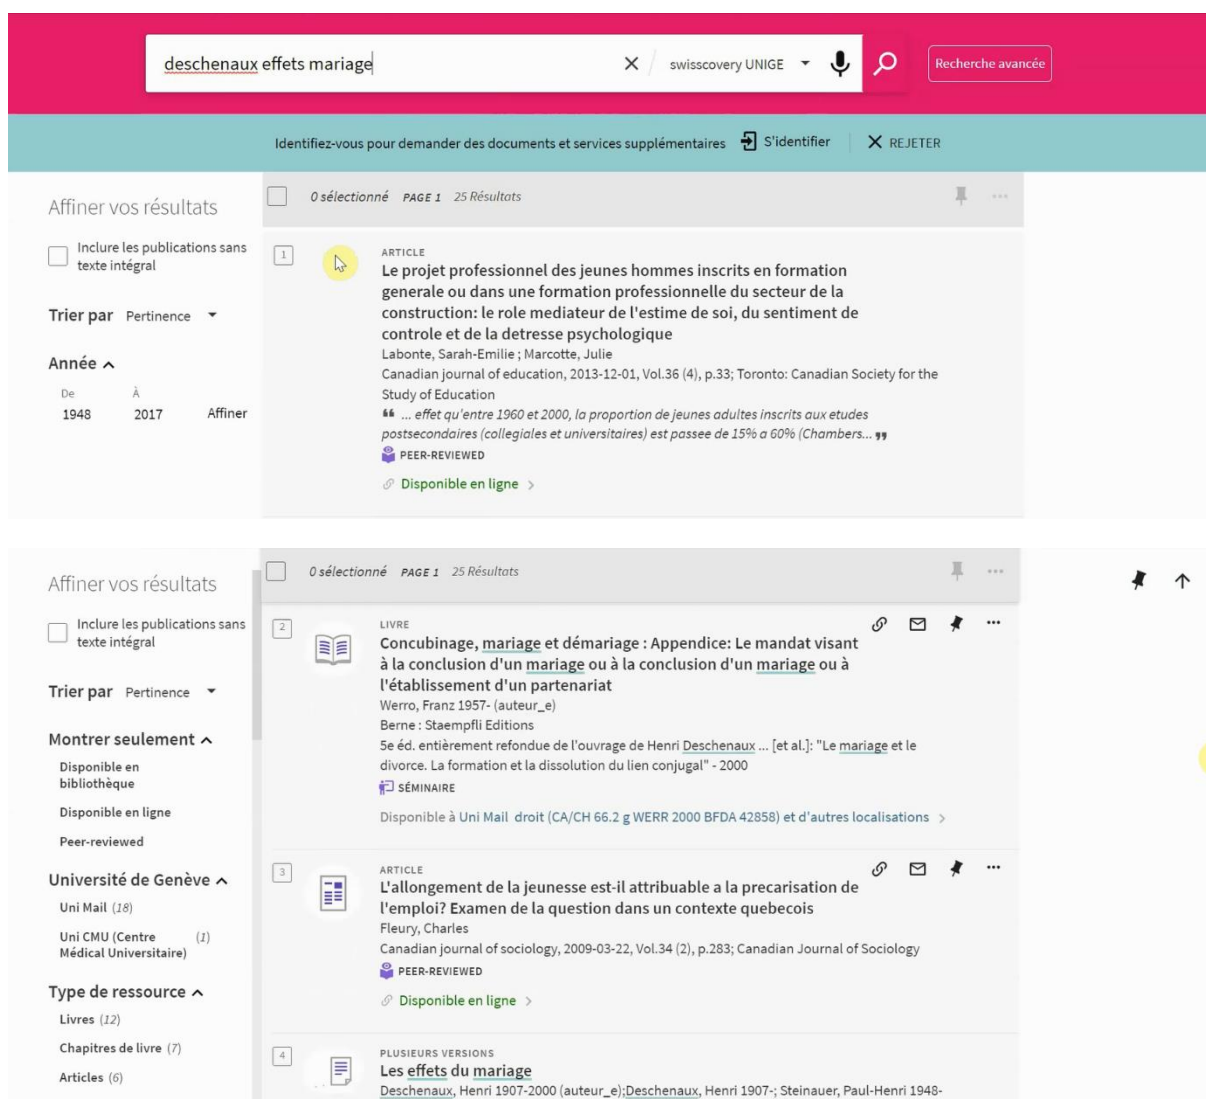 deschenaux effets mariage
swisscovery UNIGE
Recherche avancée
Identifiez-vous pour demander des documents et services supplémentaires S'identifier REJETER
Affiner vos résultats
0 sélectionné PAGE 1 25 Résultats
Inclure les publications sans
texte intégral
Trier par Pertinence
Année
De À
1948 2017 Affiner
1
ARTICLE
Le projet professionnel des jeunes hommes inscrits en formation
generale ou dans une formation professionnelle du secteur de la
construction: le role mediateur de l'estime de soi, du sentiment de
controle et de la detresse psychologique
Labonte, Sarah-Emilie ; Marcotte, Julie
Canadian journal of education, 2013-12-01, Vol.36 (4), p.33; Toronto: Canadian Society for the
Study of Education
❝ ... effet qu'entre 1960 et 2000, la proportion de jeunes adultes inscrits aux etudes
postsecondaires (collegiales et universitaires) est passee de 15% a 60% (Chambers... ❞
PEER-REVIEWED
Disponible en ligne >
Affiner vos résultats
0 sélectionné PAGE 1 25 Résultats
Inclure les publications sans
texte intégral
Trier par Pertinence
Montrer seulement
Disponible en
bibliothèque
Disponible en ligne
Peer-reviewed
Université de Genève
Uni Mail (18)
Uni CMU (Centre (1)
Médical Universitaire)
Type de ressource
Livres (12)
Chapitres de livre (7)
Articles (6)
2
LIVRE
Concubinage, mariage et démariage : Appendice: Le mandat visant
à la conclusion d'un mariage ou à la conclusion d'un mariage ou à
l'établissement d'un partenariat
Werro, Franz 1957- (auteur_e)
Berne : Staempfli Editions
5e éd. entièrement refondue de l'ouvrage de Henri Deschenaux ... [et al.]: "Le mariage et le
divorce. La formation et la dissolution du lien conjugal" - 2000
SÉMINAIRE
Disponible à Uni Mail droit (CA/CH 66.2 g WERR 2000 BFDA 42858) et d'autres localisations >
3
ARTICLE
L'allongement de la jeunesse est-il attribuable a la precarisation de
l'emploi? Examen de la question dans un contexte quebecois
Fleury, Charles
Canadian journal of sociology, 2009-03-22, Vol.34 (2), p.283; Canadian Journal of Sociology
PEER-REVIEWED
Disponible en ligne >
4
PLUSIEURS VERSIONS
Les effets du mariage
Deschenaux, Henri 1907-2000 (auteur_e);Deschenaux, Henri 1907-; Steinauer, Paul-Henri 1948-